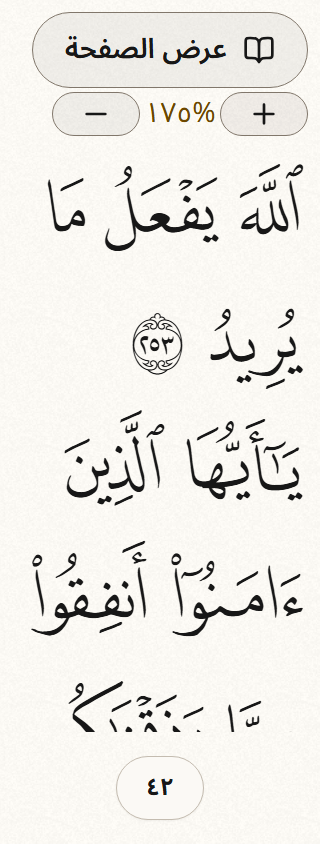 عرض الصفحة
+ ١٧٥% −
ٱللَّهَ يَفْعَلُ مَا
يُرِيدُ ٢٥٣
يَـٰٓأَيُّهَا ٱلَّذِينَ
ءَامَنُوٓا۟ أَنفِقُوا۟
٤٢